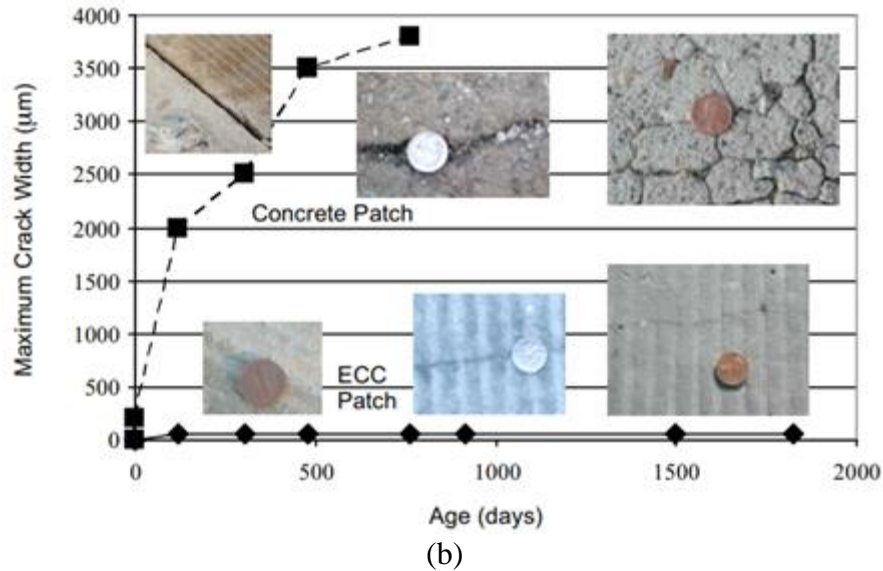 4000
3500
3000
2500
2000
1500
1000
500
0
Maximum Crack Width (μm)
Concrete Patch
ECC
Patch
0 500 1000 1500 2000
Age (days)
(b)